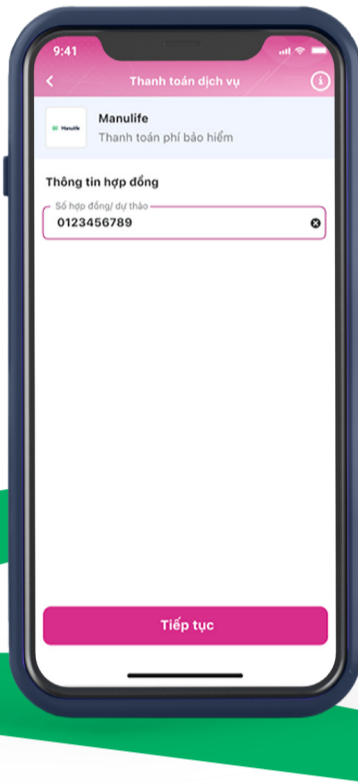 9:41
Thanh toán dịch vụ
Manulife
Manulife
Thanh toán phí bảo hiểm
Thông tin hợp đồng
Số hợp đồng/ dự thảo
0123456789
Tiếp tục